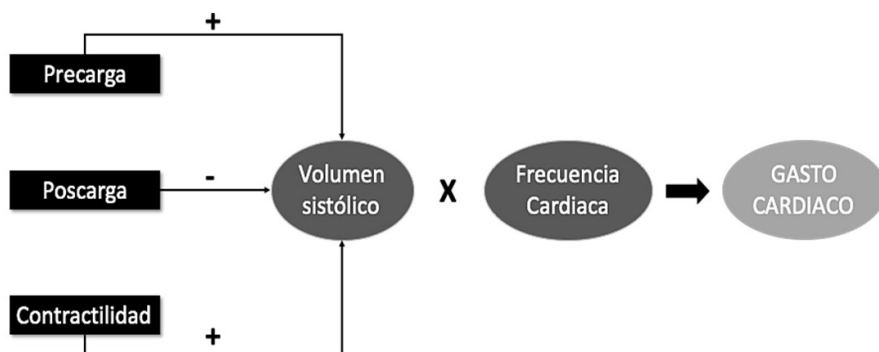 +
Precarga
Poscarga
-
Volumen
sistólico
X
Frecuencia
Cardiaca
GASTO
CARDIACO
Contractilidad
+